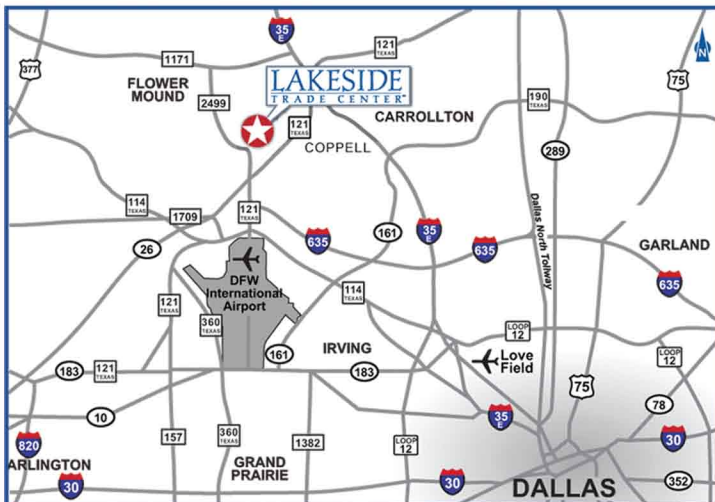 35
E
121
TEXAS
1171
377
FLOWER
MOUND
LAKESIDE
TRADE CENTER
75
2499
190
TEXAS
121
TEXAS
CARROLLTON
COPPELL
289
114
TEXAS
1709
121
TEXAS
Dallas North Tollway
35
E
161
635
26
635
GARLAND
DFW
International
Airport
635
114
TEXAS
121
TEXAS
360
TEXAS
LOOP
12
IRVING
161
Love
Field
LOOP
12
183
121
TEXAS
183
75
10
35
E
78
820
157
360
TEXAS
1382
LOOP
12
30
ARLINGTON
GRAND
PRAIRIE
30
30
352
DALLAS